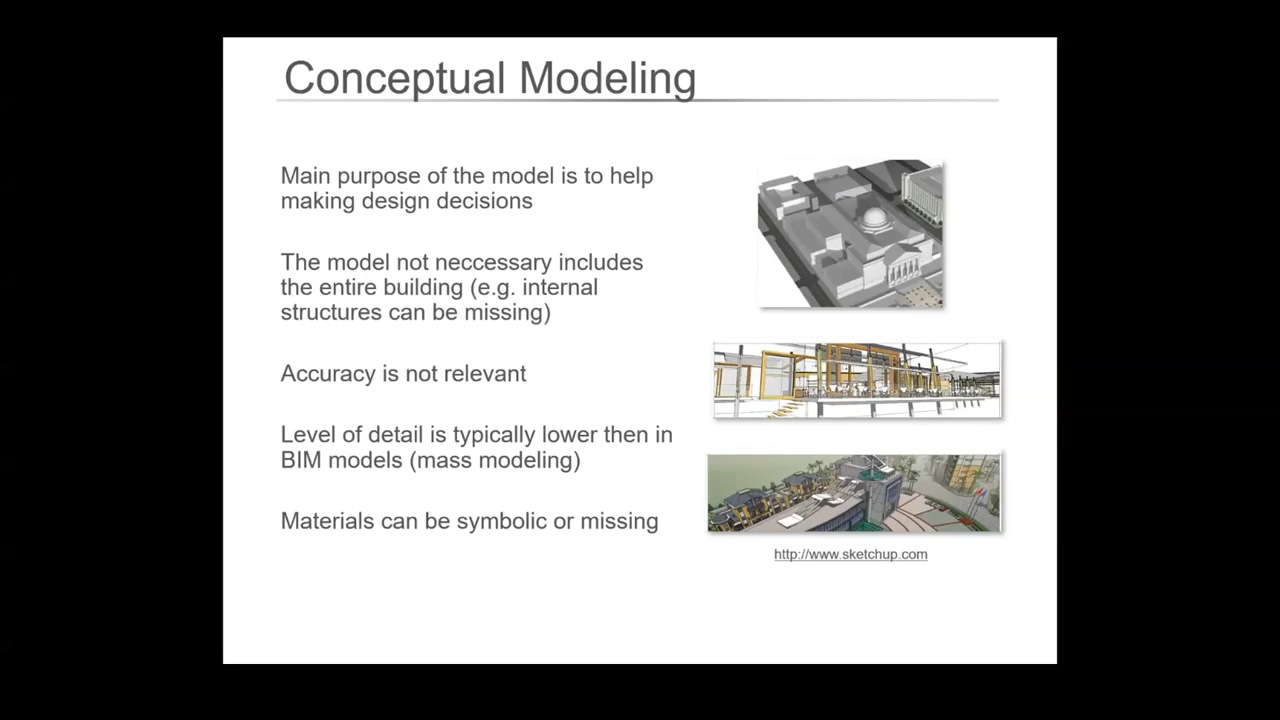 Conceptual Modeling
Main purpose of the model is to help
making design decisions
The model not neccessary includes
the entire building (e.g. internal
structures can be missing)
Accuracy is not relevant
Level of detail is typically lower then in
BIM models (mass modeling)
Materials can be symbolic or missing
http://www.sketchup.com